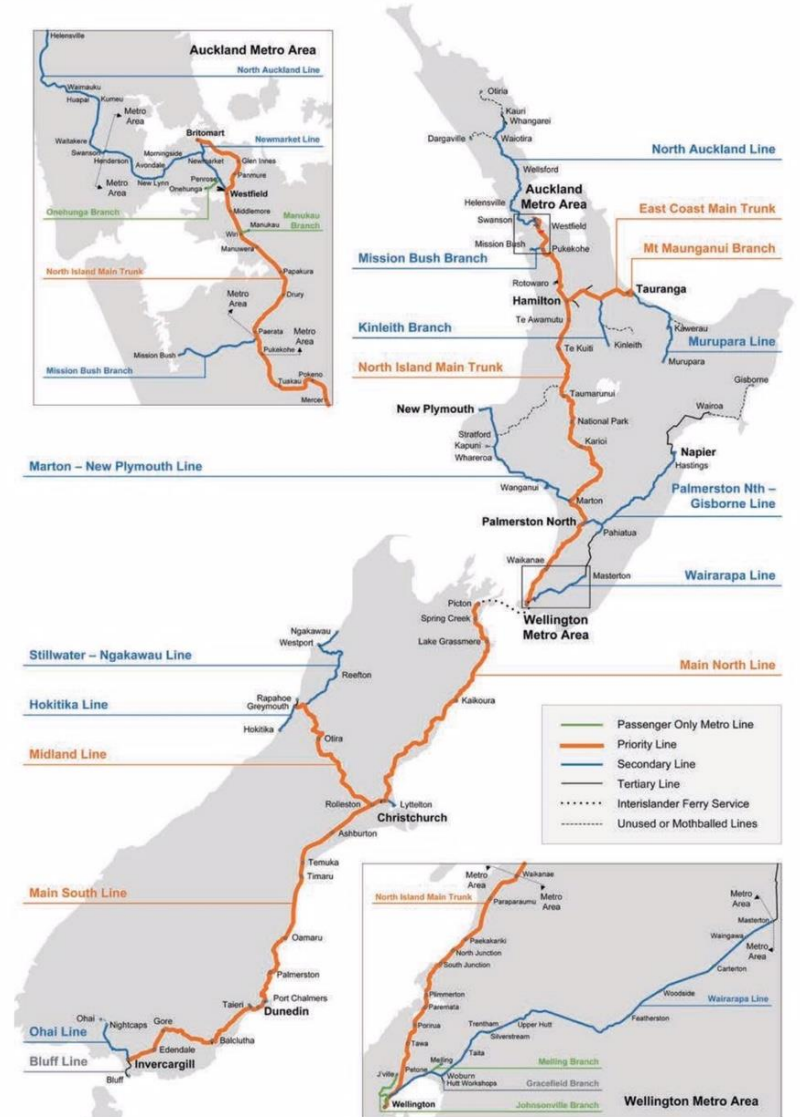 Auckland Metro Area
Helensville
North Auckland Line
Waimauku
Huapai
Kumeu
Metro
Area
Britomart
Newmarket Line
Waitakere
Swanson
Henderson
Morningside
Avondale
Newmarket
Glen Innes
Metro
Area
New Lynn
Penrose
Panmure
Onehunga
Westfield
Onehunga Branch
Middlemore
Manukau
Manukau
Branch
Wiri
Manurewa
North Island Main Trunk
Papakura
Metro
Area
Drury
Paerata
Metro
Area
Mission Bush
Pukekohe
Mission Bush Branch
Pokeno
Tuakau
Mercer
Otiria
Kauri
Whangarei
Dargaville
Waiotira
North Auckland Line
Wellsford
Auckland
Metro Area
Helensville
Swanson
Westfield
East Coast Main Trunk
Mission Bush
Pukekohe
Mt Maunganui Branch
Mission Bush Branch
Rotowaro
Tauranga
Hamilton
Te Awamutu
Kawerau
Kinleith Branch
Kinleith
Murupara Line
Te Kuiti
Murupara
North Island Main Trunk
Gisborne
Taumarunui
New Plymouth
Wairoa
National Park
Stratford
Kapuni
Karioi
Whareroa
Napier
Hastings
Marton – New Plymouth Line
Wanganui
Marton
Palmerston Nth –
Gisborne Line
Palmerston North
Pahiatua
Waikanae
Masterton
Wairarapa Line
Picton
Spring Creek
Wellington
Metro Area
Ngakawau
Westport
Lake Grassmere
Stillwater – Ngakawau Line
Reefton
Main North Line
Rapahoe
Greymouth
Kaikoura
Hokitika Line
Hokitika
Otira
Midland Line
Passenger Only Metro Line
Priority Line
Secondary Line
Tertiary Line
Interislander Ferry Service
Unused or Mothballed Lines
Rolleston
Lyttelton
Christchurch
Ashburton
Temuka
Timaru
Main South Line
Oamaru
Palmerston
Port Chalmers
Taieri
Dunedin
Ohai
Nightcaps
Gore
Ohai Line
Balclutha
Edendale
Bluff Line
Invercargill
Bluff
Metro
Area
Waikanae
Metro
Area
North Island Main Trunk
Paraparaumu
Metro
Area
Masterton
Paekakariki
Waingawa
North Junction
Metro
Area
South Junction
Carterton
Plimmerton
Woodside
Paremata
Wairarapa Line
Porirua
Trentham
Upper Hutt
Featherston
Silverstream
Tawa
Taita
Melling
Melling Branch
J'ville
Petone
Woburn
Hutt Workshops
Gracefield Branch
Wellington
Johnsonville Branch
Wellington Metro Area